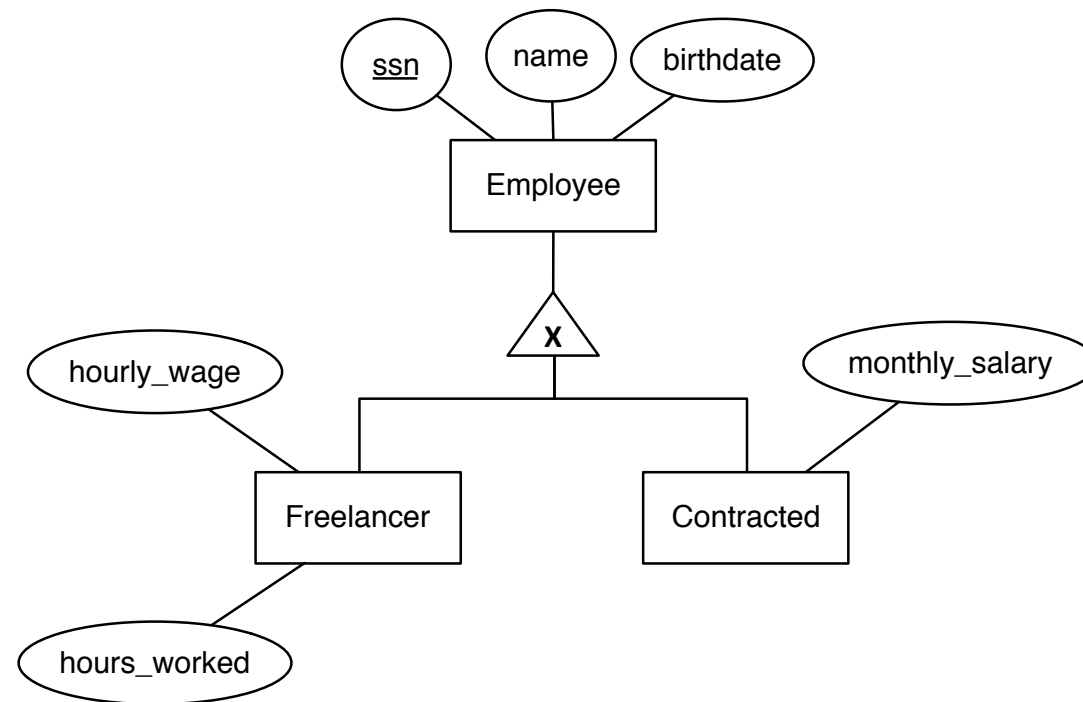 ssn
name
birthdate
Employee
X
hourly_wage
monthly_salary
Freelancer
Contracted
hours_worked